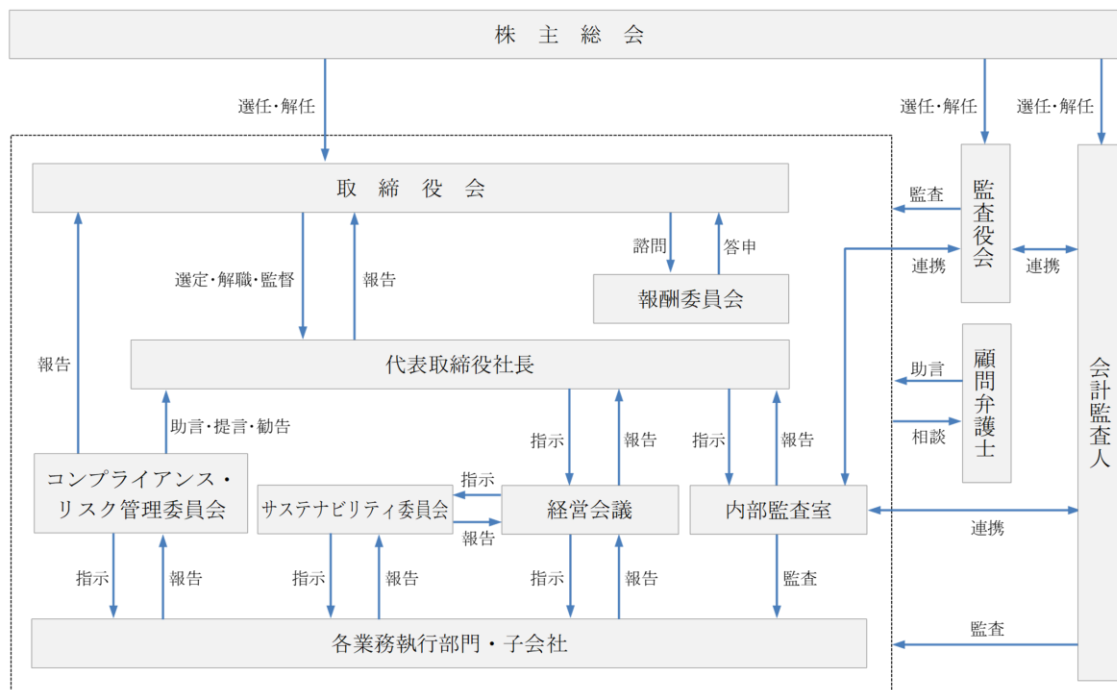 株 主 総 会
選任・解任
選任・解任
選任・解任
取 締 役 会
監査役会
監査
連携
連携
諮問
答申
選定・解職・監督
報告
報酬委員会
報告
代表取締役社長
顧問弁護士
助言
相談
会計監査人
助言・提言・勧告
指示
報告
指示
報告
コンプライアンス・
リスク管理委員会
サステナビリティ委員会
指示
報告
経営会議
内部監査室
連携
指示
報告
指示
報告
指示
報告
監査
各業務執行部門・子会社
監査